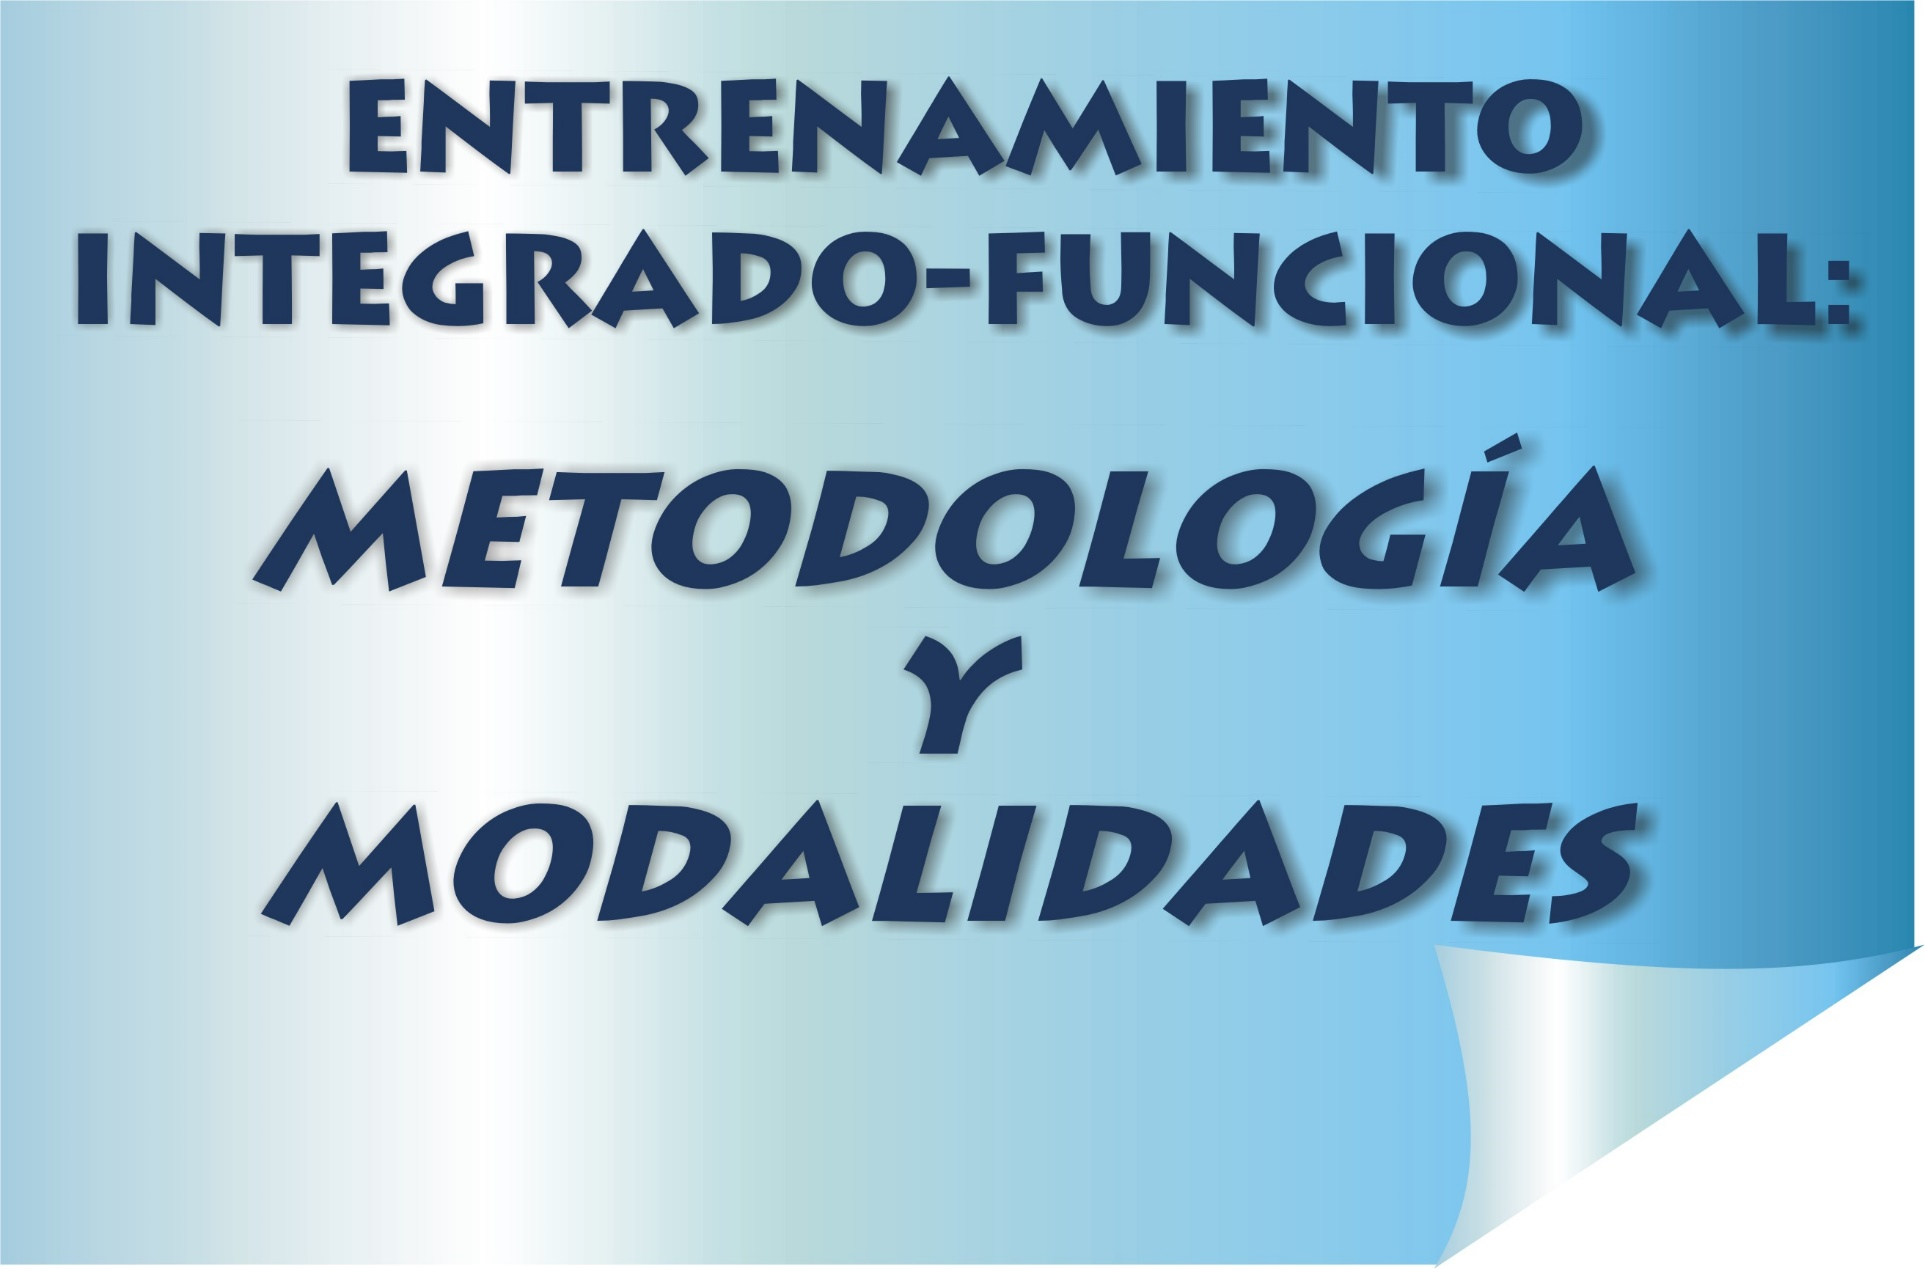 ENTRENAMIENTO
INTEGRADO-FUNCIONAL:
METODOLOGÍA
Y
MODALIDADES